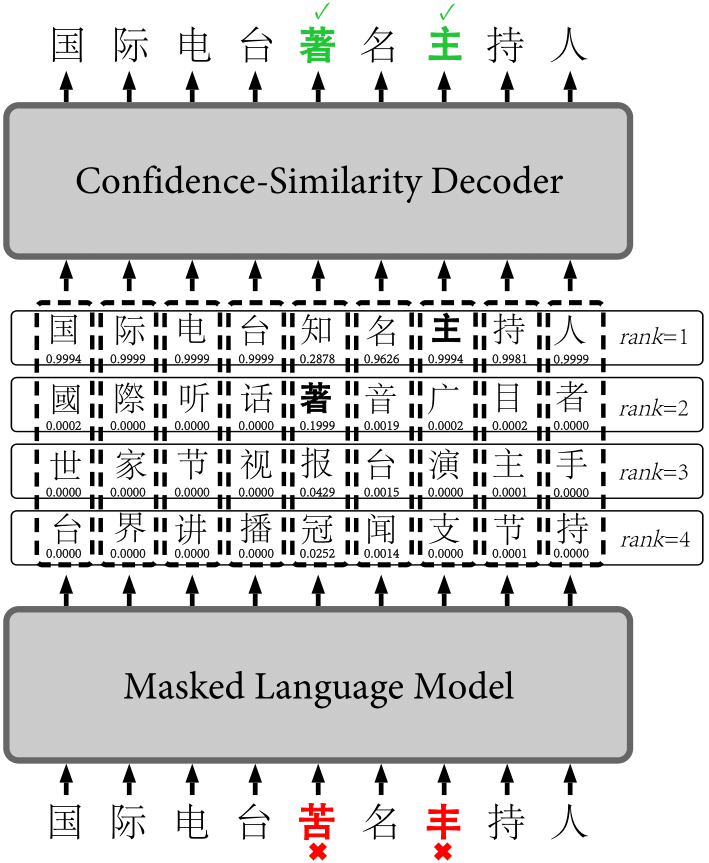 ✓ ✓
国 际 电 台 著 名 主 持 人
Confidence-Similarity Decoder
国 际 电 台 知 名 主 持 人 rank=1
0.9994 0.9999 0.9999 0.9999 0.2878 0.9626 0.9994 0.9981 0.9999
國 際 听 话 著 音 广 目 者 rank=2
0.0002 0.0000 0.0000 0.0000 0.1999 0.0019 0.0002 0.0002 0.0000
世 家 节 视 报 台 演 主 手 rank=3
0.0000 0.0000 0.0000 0.0000 0.0429 0.0015 0.0000 0.0001 0.0000
台 界 讲 播 冠 闻 支 节 持 rank=4
0.0000 0.0000 0.0000 0.0000 0.0252 0.0014 0.0000 0.0001 0.0000
Masked Language Model
国 际 电 台 苦 名 丰 持 人
✖ ✖